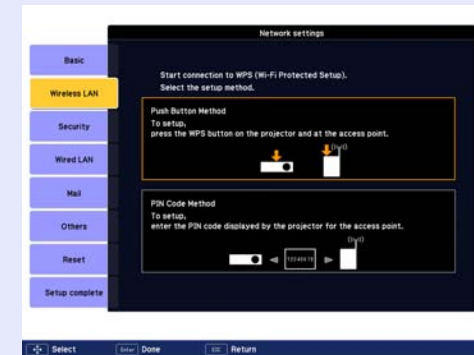 Network settings
Basic
Wireless LAN
Security
Wired LAN
Mail
Others
Reset
Setup complete
Start connection to WPS (Wi-Fi Protected Setup).
Select the setup method.
Push Button Method
To setup,
press the WPS button on the projector and at the access point.
PIN Code Method
To setup,
enter the PIN code displayed by the projector for the access point.
Select Enter Done ESC Return